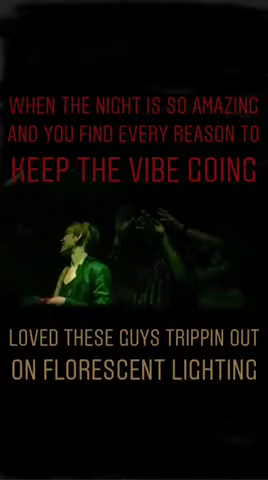 WHEN THE NIGHT IS SO AMAZING
AND YOU FIND EVERY REASON TO
KEEP THE VIBE GOING
LOVED THESE GUYS TRIPPIN OUT
ON FLORESCENT LIGHTING